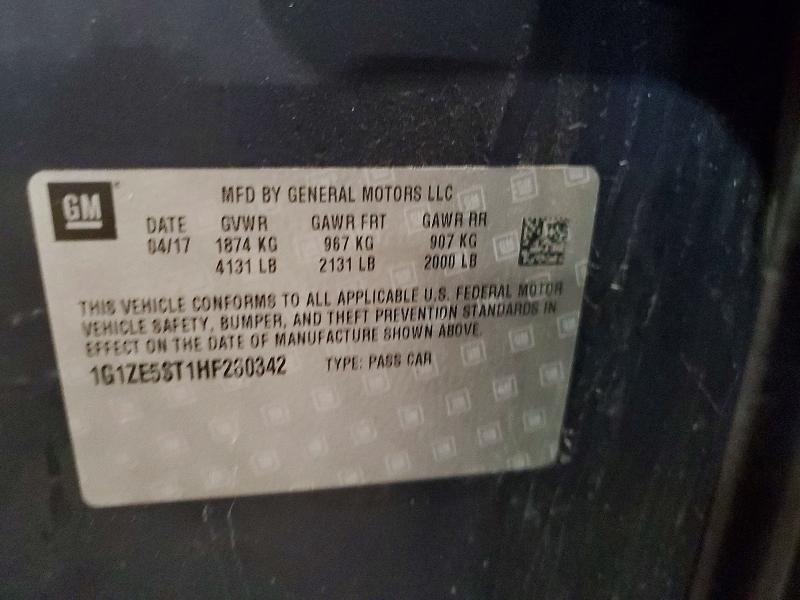 GM
MFD BY GENERAL MOTORS LLC
DATE GVWR GAWR FRT GAWR RR
04/17 1874 KG 967 KG 907 KG
4131 LB 2131 LB 2000 LB
THIS VEHICLE CONFORMS TO ALL APPLICABLE U.S. FEDERAL MOTOR
VEHICLE SAFETY, BUMPER, AND THEFT PREVENTION STANDARDS IN
EFFECT ON THE DATE OF MANUFACTURE SHOWN ABOVE.
1G1ZE5ST1HF260342 TYPE: PASS CAR